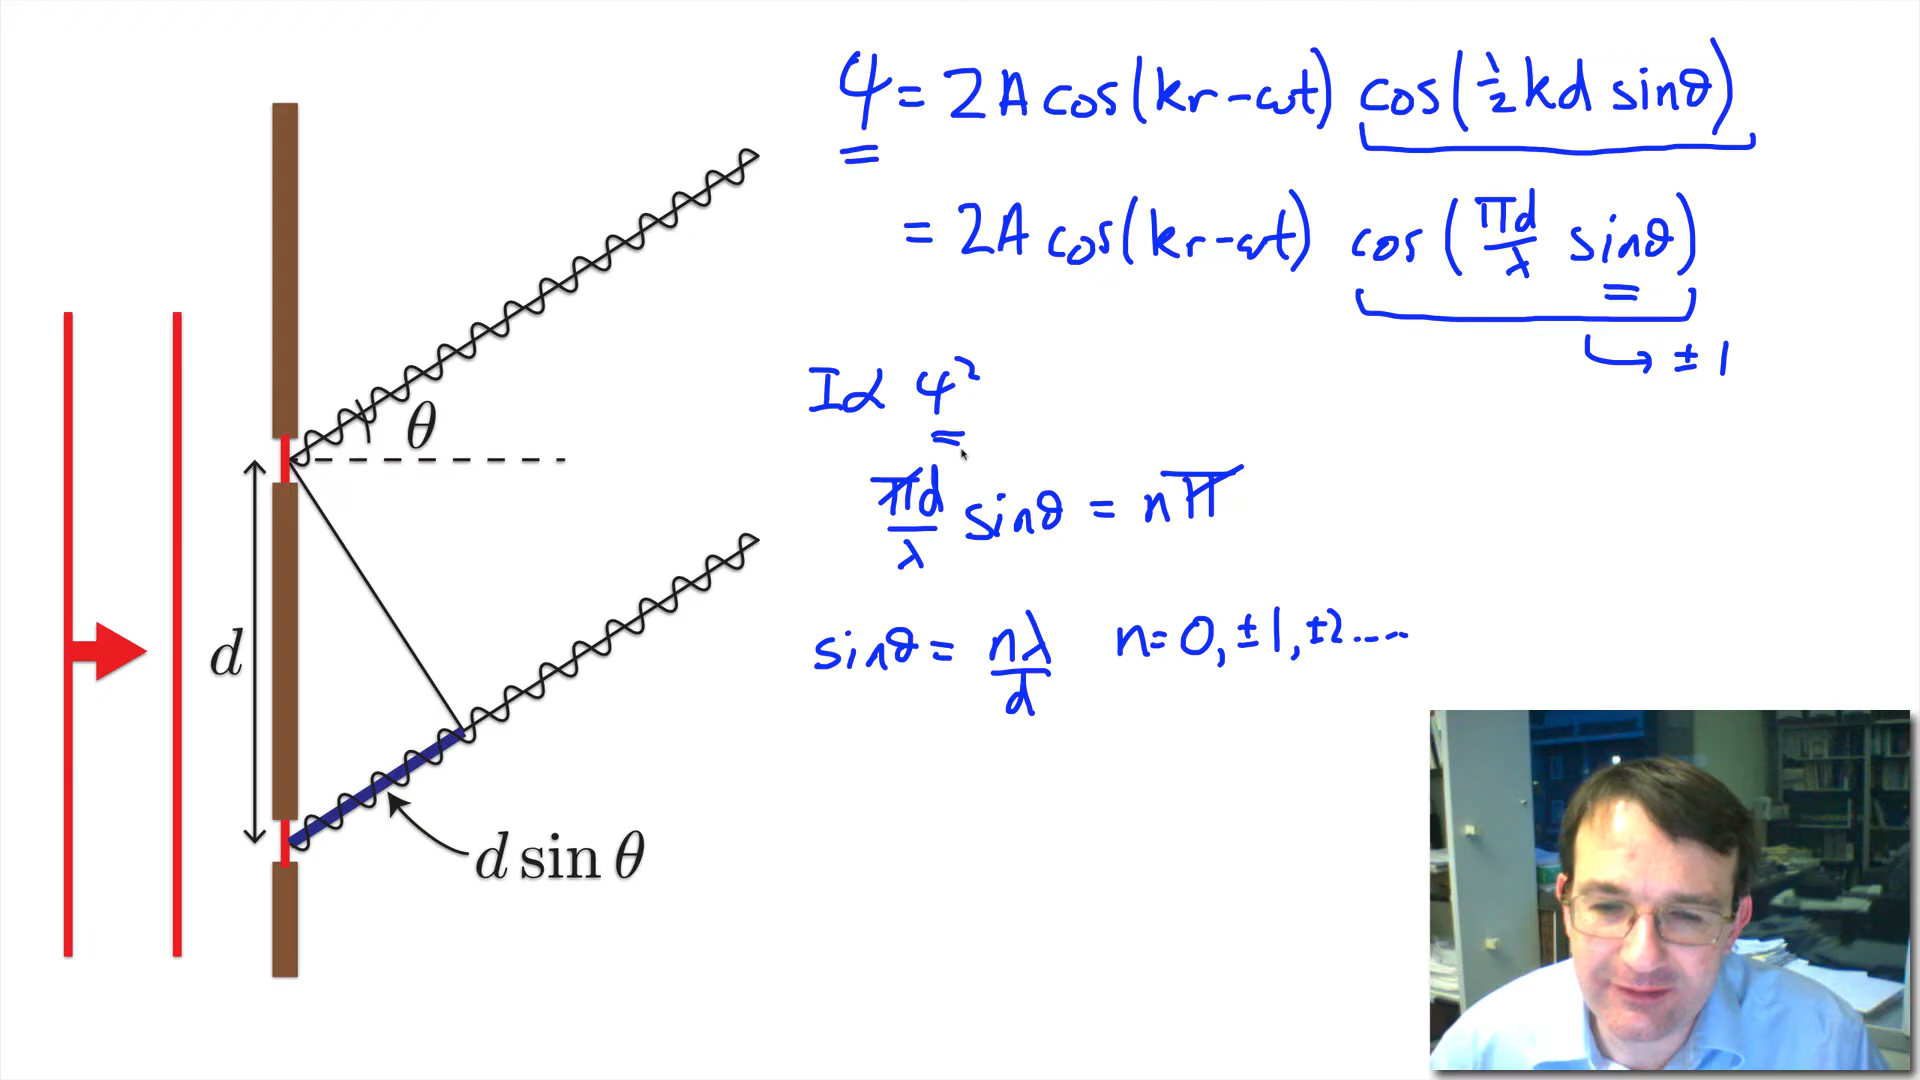 ψ = 2A cos(kr-ωt) cos(½kd sinθ)
= 2A cos(kr-ωt) cos(πd/λ sinθ)
→ ±1
I α ψ²
θ
πd/λ sinθ = nπ
d
sinθ = nλ/d n= 0, ±1, ±2.....
d sin θ